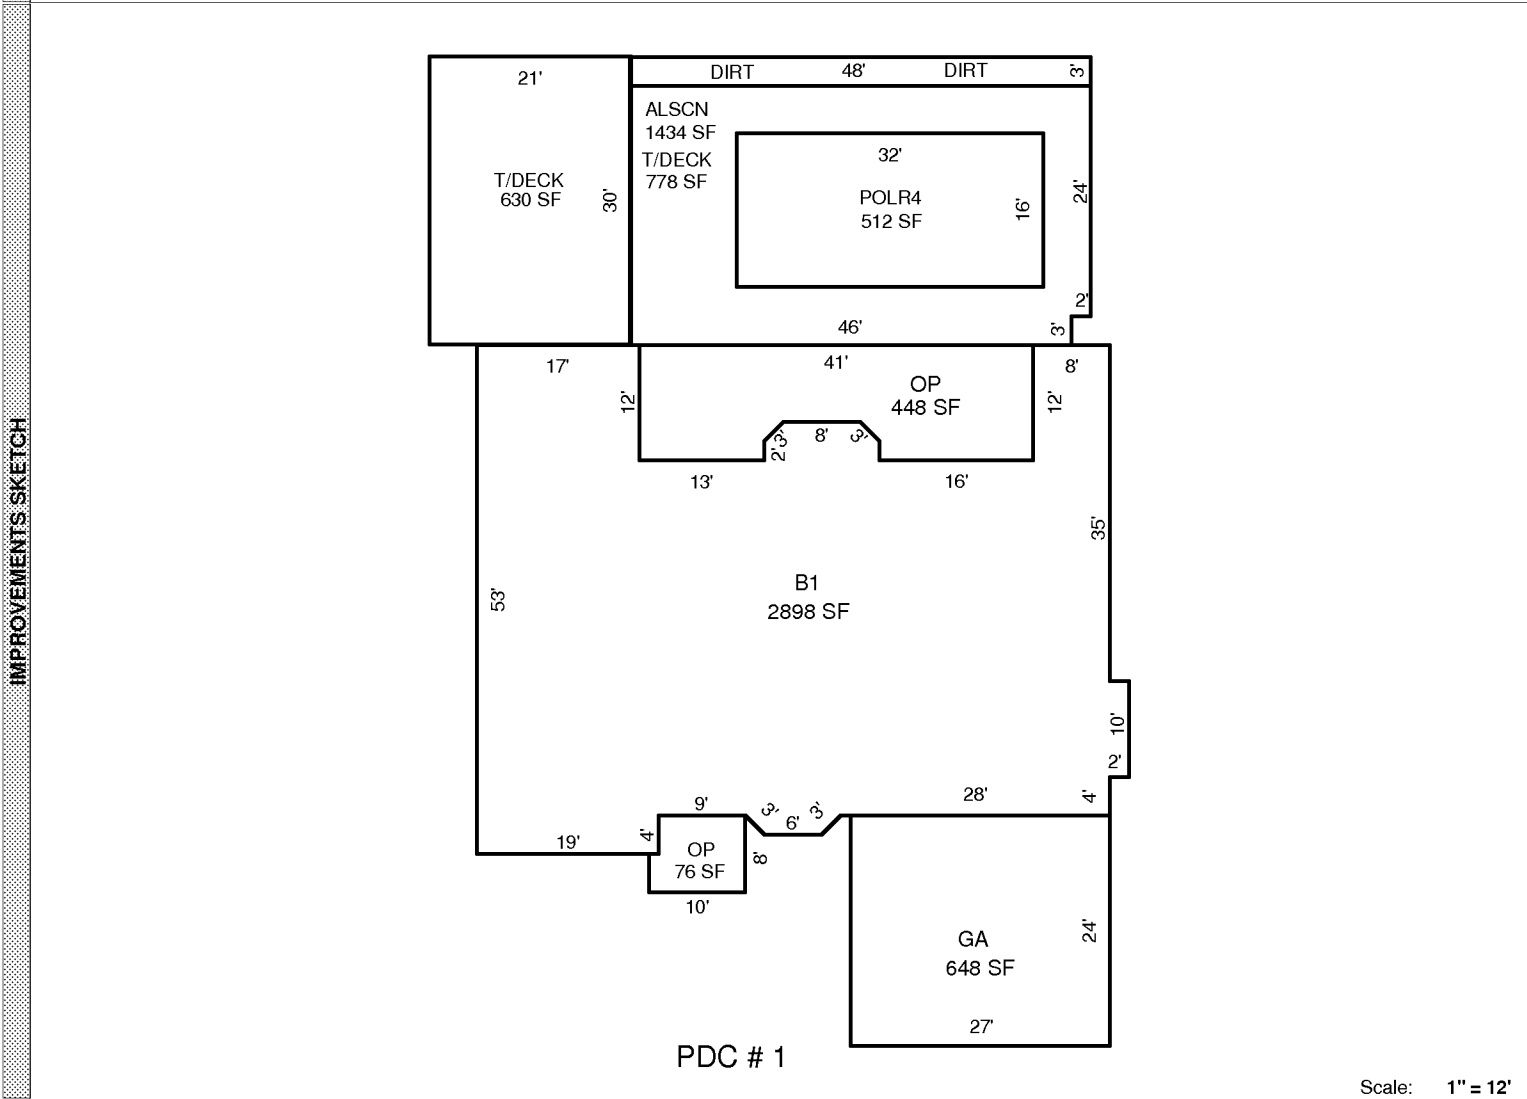 IMPROVEMENTS SKETCH
21'
DIRT 48' DIRT 3'
ALSCN
1434 SF
T/DECK
778 SF
32'
T/DECK
630 SF
30'
POLR4
512 SF
16'
24'
2'
46'
3'
17'
41'
8'
12'
OP
448 SF
12'
2'
3'
8'
3'
13'
16'
35'
B1
2898 SF
53'
10'
2'
28'
4'
9'
3'
6'
3'
19'
4'
OP
76 SF
8'
10'
GA
648 SF
24'
27'
PDC # 1
Scale: 1" = 12'